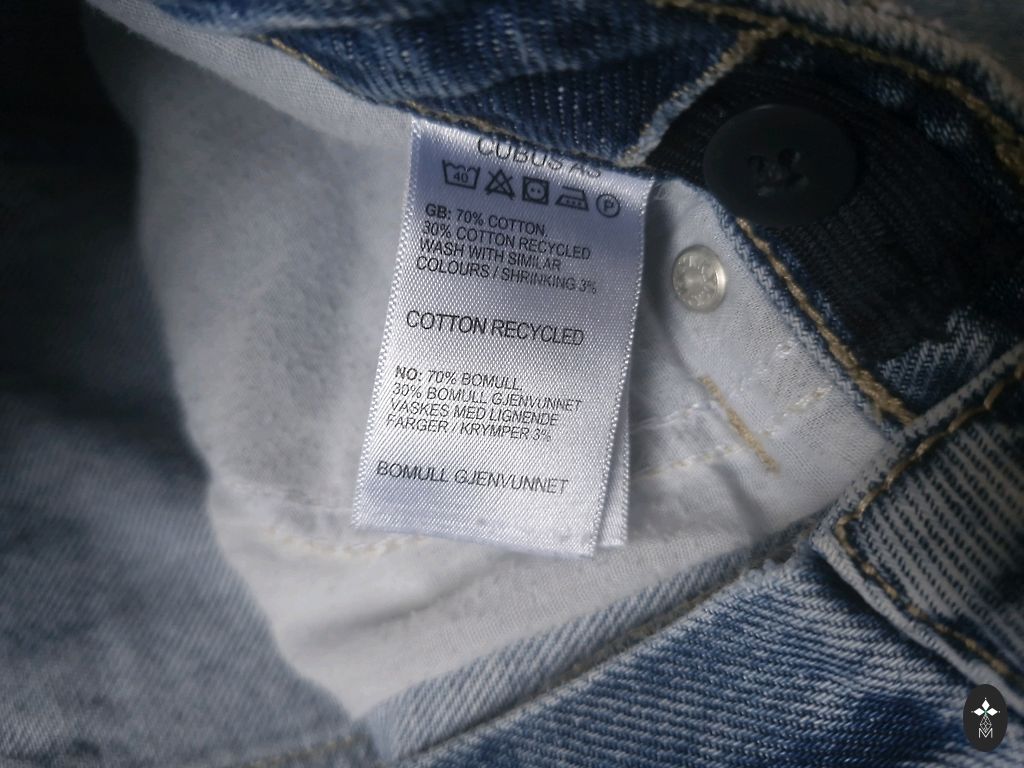 CUBUS AS
40 P
GB: 70% COTTON,
30% COTTON RECYCLED
WASH WITH SIMILAR
COLOURS / SHRINKING 3%
COTTON RECYCLED
NO: 70% BOMULL,
30% BOMULL GJENVUNNET
VASKES MED LIGNENDE
FARGER / KRYMPER 3%
BOMULL GJENVUNNET
M